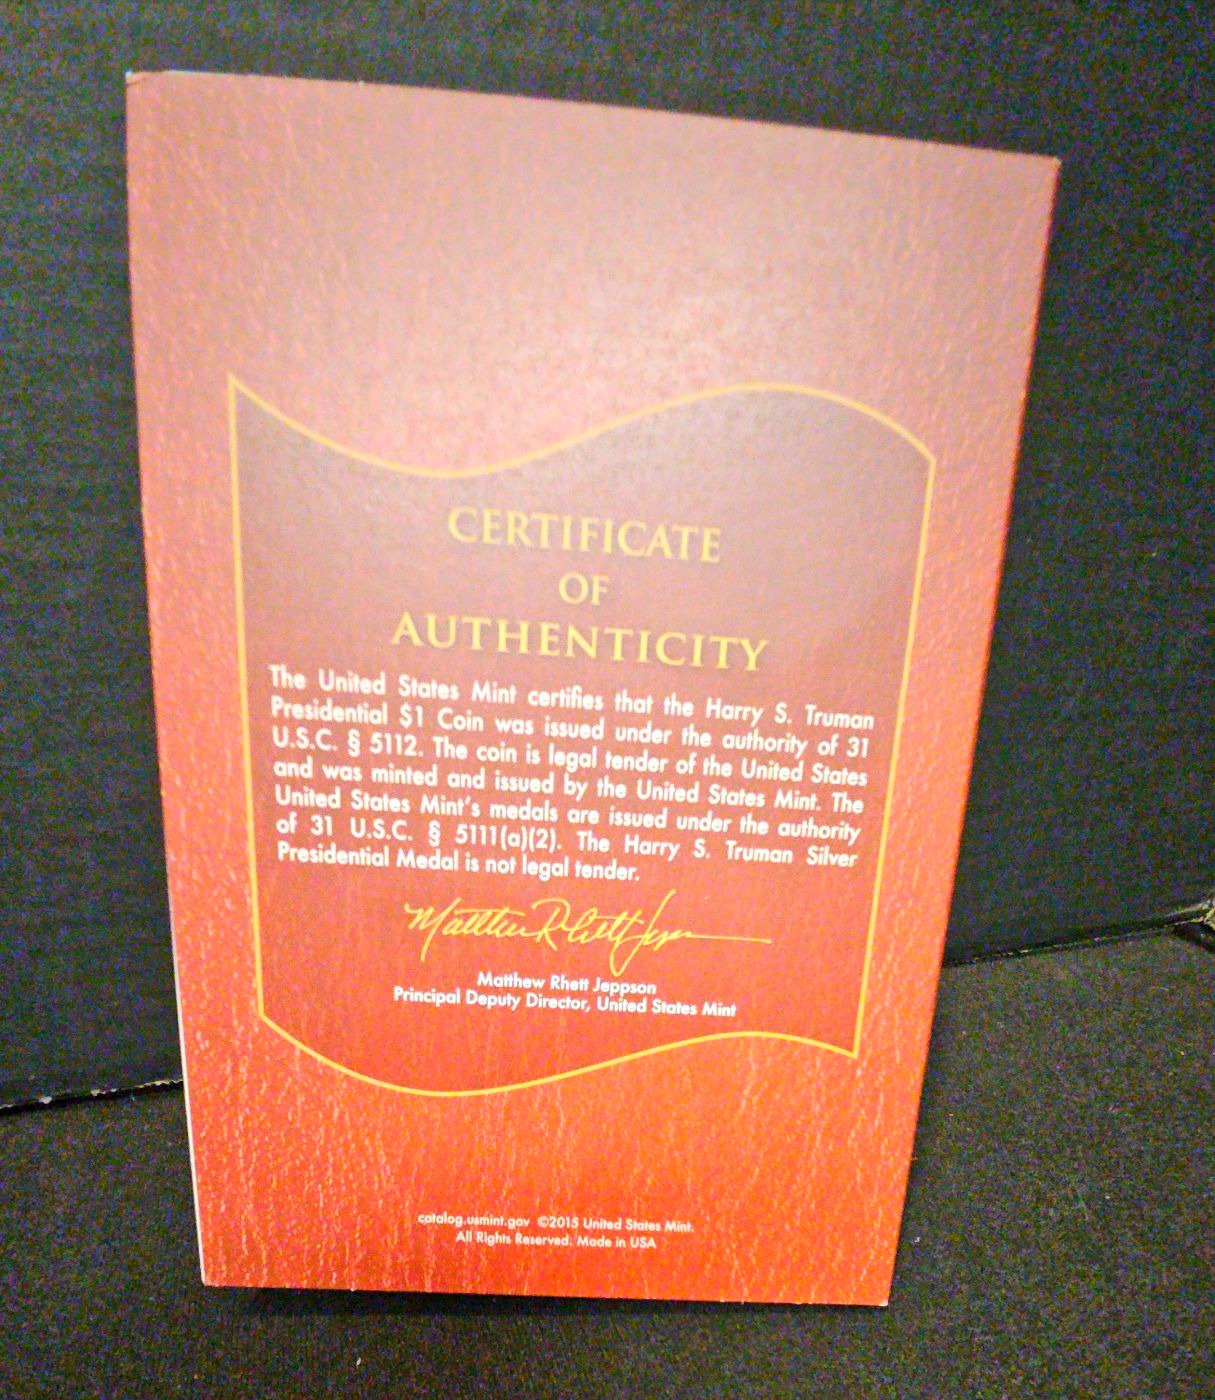 CERTIFICATE
OF
AUTHENTICITY
The United States Mint certifies that the Harry S. Truman
Presidential $1 Coin was issued under the authority of 31
U.S.C. § 5112. The coin is legal tender of the United States
and was minted and issued by the United States Mint. The
United States Mint's medals are issued under the authority
of 31 U.S.C. § 5111(a)(2). The Harry S. Truman Silver
Presidential Medal is not legal tender.
Matthew Rhett Jeppson
Matthew Rhett Jeppson
Principal Deputy Director, United States Mint
catalog.usmint.gov ©2015 United States Mint.
All Rights Reserved. Made in USA